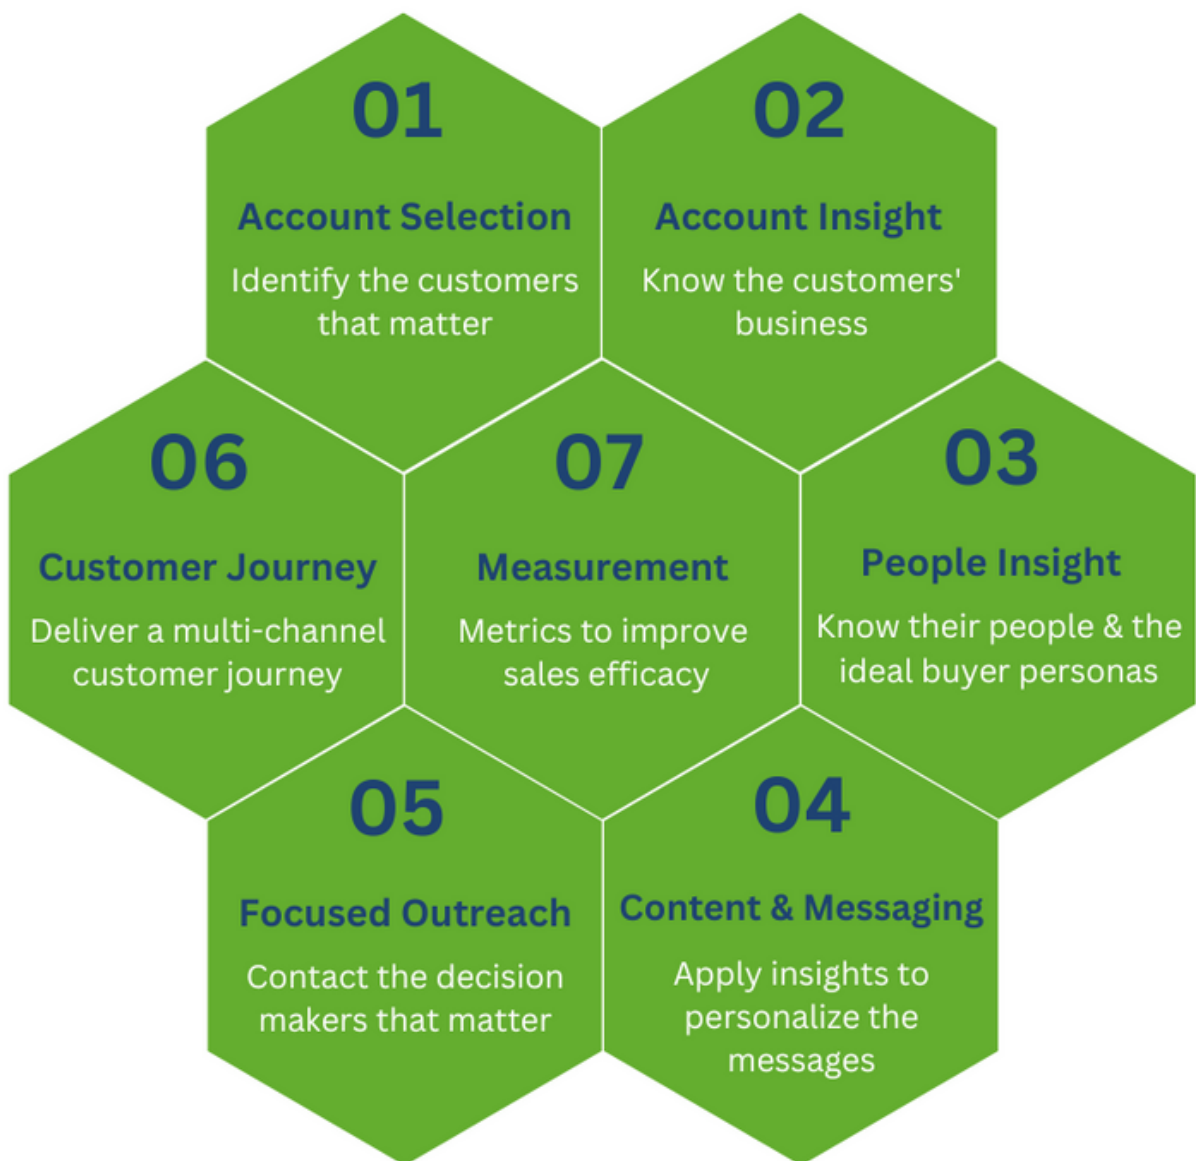 01
Account Selection
Identify the customers
that matter
02
Account Insight
Know the customers'
business
06
Customer Journey
Deliver a multi-channel
customer journey
07
Measurement
Metrics to improve
sales efficacy
03
People Insight
Know their people & the
ideal buyer personas
05
Focused Outreach
Contact the decision
makers that matter
04
Content & Messaging
Apply insights to
personalize the
messages